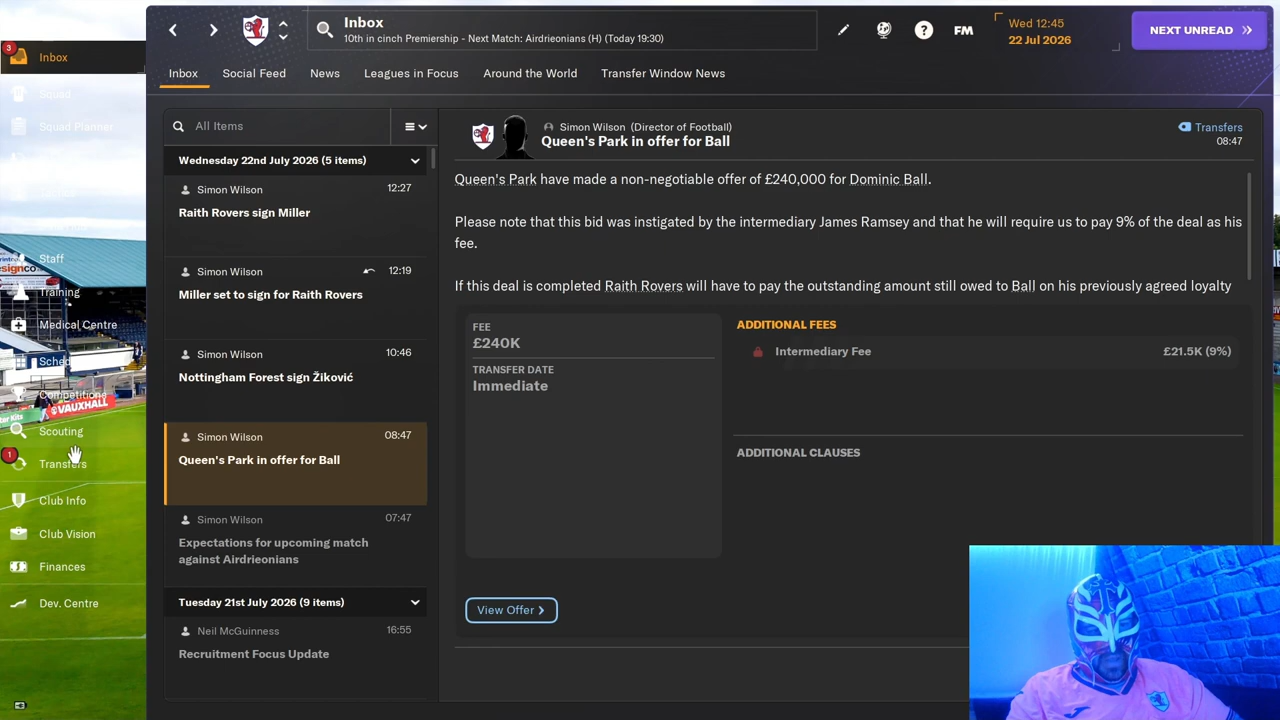 Inbox
10th in cinch Premiership - Next Match: Airdrieonians (H) (Today 19:30)
FM
Wed 12:45
22 Jul 2026
NEXT UNREAD
3
Inbox
Squad
Squad Planner
Staff
Training
Medical Centre
Sched
Competitions
Scouting
1
Transfers
Club Info
Club Vision
Finances
Dev. Centre
VAUXHALL
ar Kits
signco
Inbox
Social Feed
News
Leagues in Focus
Around the World
Transfer Window News
All Items
Wednesday 22nd July 2026 (5 items)
Simon Wilson
12:27
Raith Rovers sign Miller
Simon Wilson
12:19
Miller set to sign for Raith Rovers
Simon Wilson
10:46
Nottingham Forest sign Žiković
Simon Wilson
08:47
Queen's Park in offer for Ball
Simon Wilson
07:47
Expectations for upcoming match
against Airdrieonians
Tuesday 21st July 2026 (9 items)
Neil McGuinness
16:55
Recruitment Focus Update
Simon Wilson (Director of Football)
Queen's Park in offer for Ball
Transfers
08:47
Queen's Park have made a non-negotiable offer of £240,000 for Dominic Ball.
Please note that this bid was instigated by the intermediary James Ramsey and that he will require us to pay 9% of the deal as his
fee.
If this deal is completed Raith Rovers will have to pay the outstanding amount still owed to Ball on his previously agreed loyalty
FEE
£240K
TRANSFER DATE
Immediate
ADDITIONAL FEES
Intermediary Fee
£21.5K (9%)
ADDITIONAL CLAUSES
View Offer